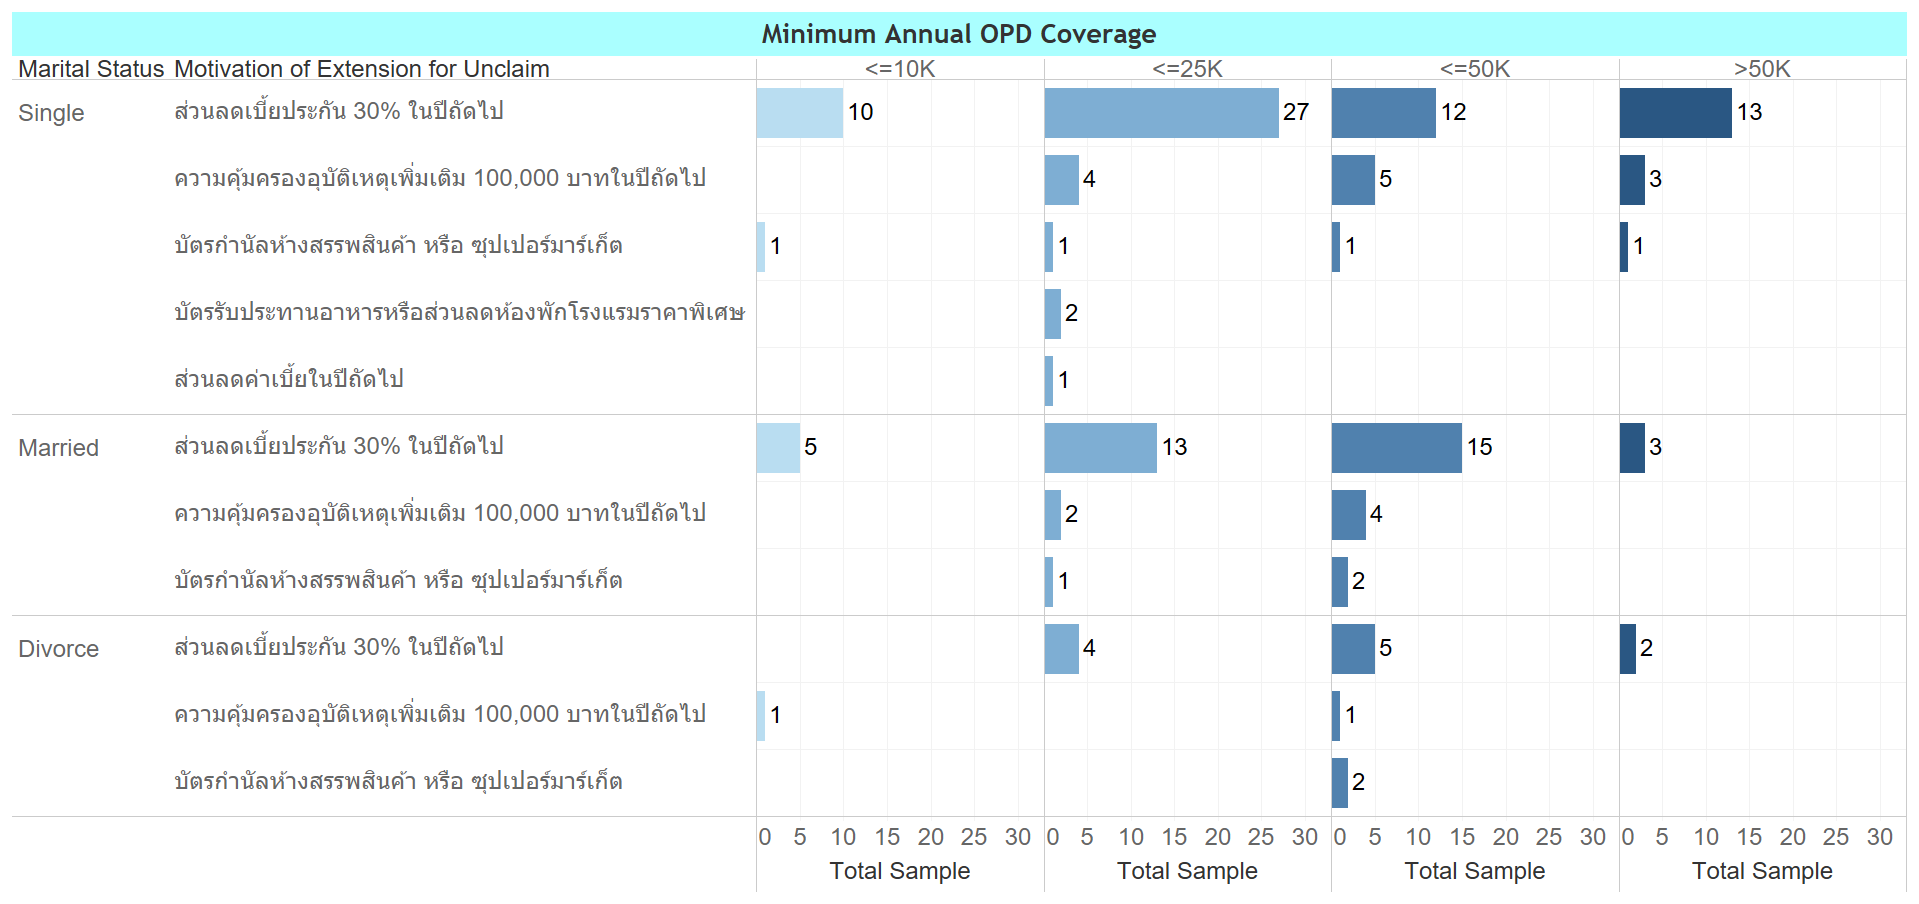 Minimum Annual OPD Coverage
Marital Status Motivation of Extension for Unclaim <=10K <=25K <=50K >50K
Single ส่วนลดเบี้ยประกัน 30% ในปีถัดไป 10 27 12 13
ความคุ้มครองอุบัติเหตุเพิ่มเติม 100,000 บาทในปีถัดไป 4 5 3
บัตรกำนัลห้างสรรพสินค้า หรือ ซุปเปอร์มาร์เก็ต 1 1 1 1
บัตรรับประทานอาหารหรือส่วนลดห้องพักโรงแรมราคาพิเศษ 2
ส่วนลดค่าเบี้ยในปีถัดไป 1
Married ส่วนลดเบี้ยประกัน 30% ในปีถัดไป 5 13 15 3
ความคุ้มครองอุบัติเหตุเพิ่มเติม 100,000 บาทในปีถัดไป 2 4
บัตรกำนัลห้างสรรพสินค้า หรือ ซุปเปอร์มาร์เก็ต 1 2
Divorce ส่วนลดเบี้ยประกัน 30% ในปีถัดไป 4 5 2
ความคุ้มครองอุบัติเหตุเพิ่มเติม 100,000 บาทในปีถัดไป 1 1
บัตรกำนัลห้างสรรพสินค้า หรือ ซุปเปอร์มาร์เก็ต 2
0 5 10 15 20 25 30 0 5 10 15 20 25 30 0 5 10 15 20 25 30 0 5 10 15 20 25 30
Total Sample Total Sample Total Sample Total Sample